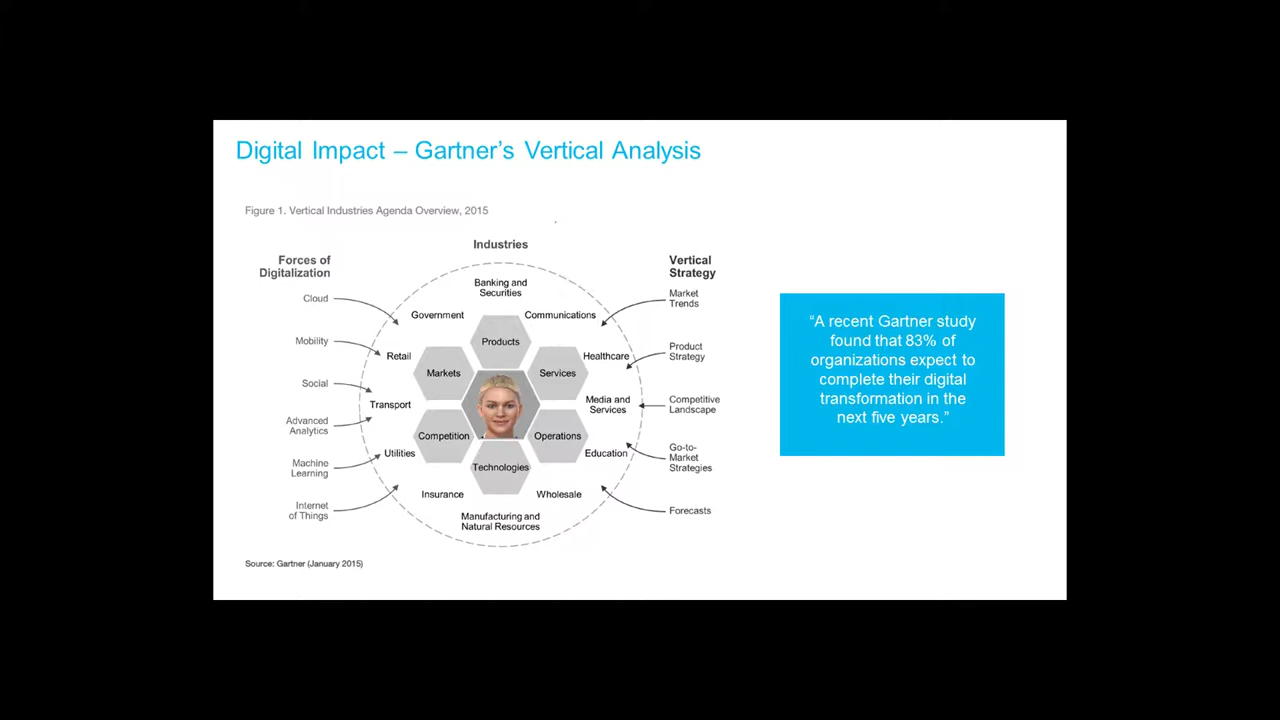 Digital Impact – Gartner’s Vertical Analysis
Figure 1. Vertical Industries Agenda Overview, 2015
Industries
Forces of
Digitalization
Cloud
Mobility
Social
Advanced
Analytics
Machine
Learning
Internet
of Things
Banking and
Securities
Government
Communications
Retail
Healthcare
Transport
Media and
Services
Utilities
Education
Insurance
Wholesale
Manufacturing and
Natural Resources
Products
Markets
Services
Competition
Operations
Technologies
Vertical
Strategy
Market
Trends
Product
Strategy
Competitive
Landscape
Go-to-
Market
Strategies
Forecasts
Source: Gartner (January 2015)
“A recent Gartner study
found that 83% of
organizations expect to
complete their digital
transformation in the
next five years.”